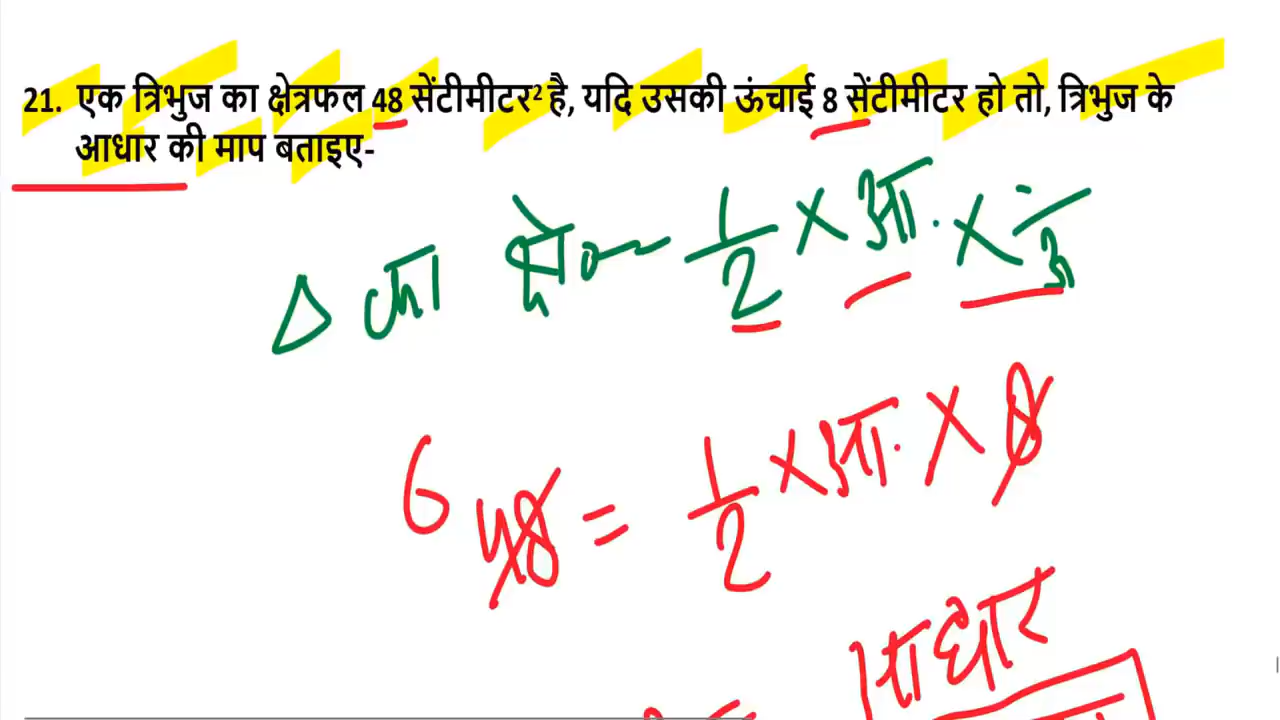 21. एक त्रिभुज का क्षेत्रफल 48 सेंटीमीटर² है, यदि उसकी ऊंचाई 8 सेंटीमीटर हो तो, त्रिभुज के
आधार की माप बताइए-
Δ का 1/2 × आ. ×
6 48 = 1/2 × आ. × 8
आधार